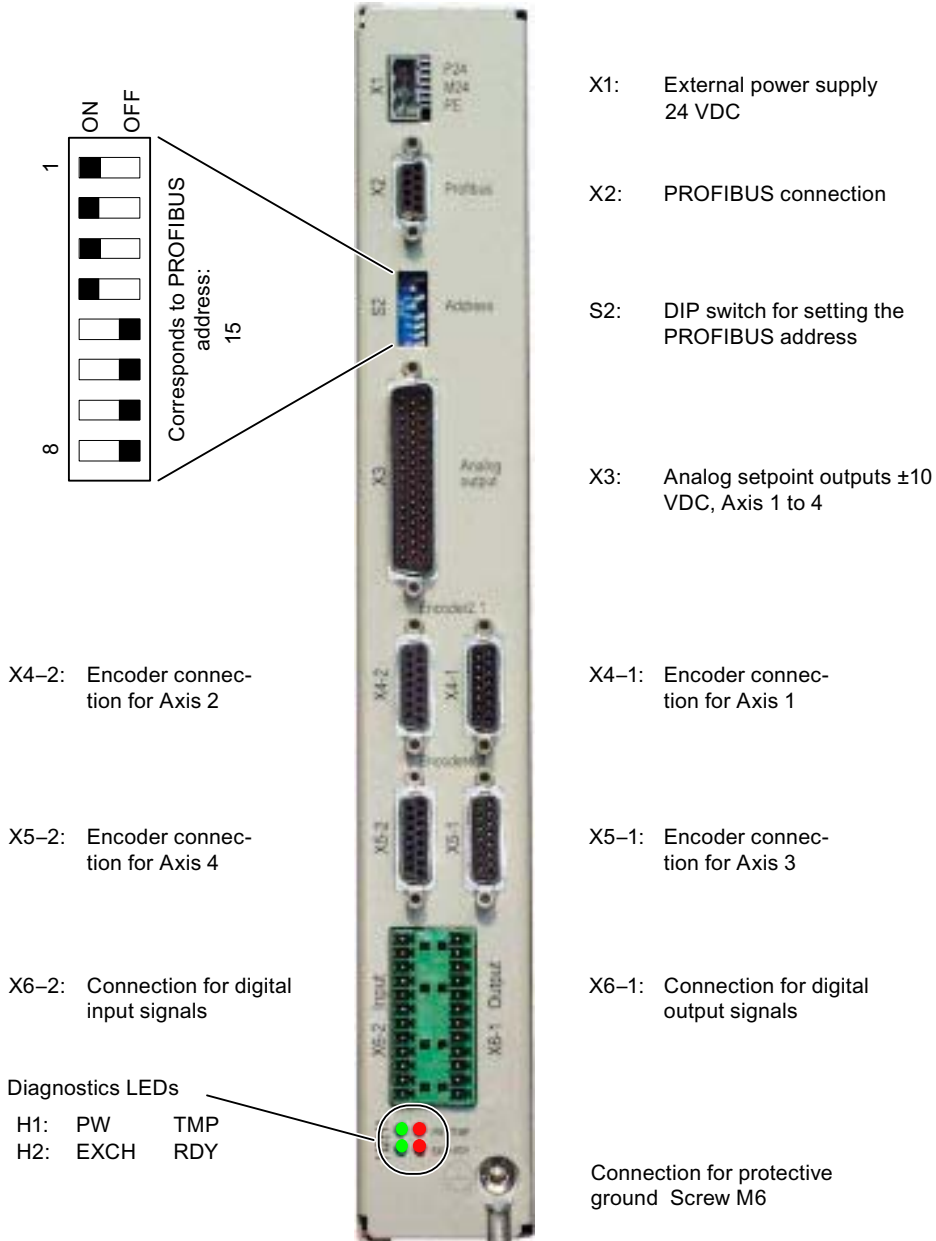 ON
OFF
1
8
Corresponds to PROFIBUS
address:
15
X1
P24
M24
PE
X2
Profibus
S2
Address
X3
Analog
output
Encoder2.1
X4-2
X4-1
X5-2
X5-1
X6-2 Input
X6-1 Output
X1: External power supply
24 VDC
X2: PROFIBUS connection
S2: DIP switch for setting the
PROFIBUS address
X3: Analog setpoint outputs ±10
VDC, Axis 1 to 4
X4–2: Encoder connec-
tion for Axis 2
X4–1: Encoder connec-
tion for Axis 1
X5–2: Encoder connec-
tion for Axis 4
X5–1: Encoder connec-
tion for Axis 3
X6–2: Connection for digital
input signals
X6–1: Connection for digital
output signals
Diagnostics LEDs
H1: PW TMP
H2: EXCH RDY
Connection for protective
ground Screw M6